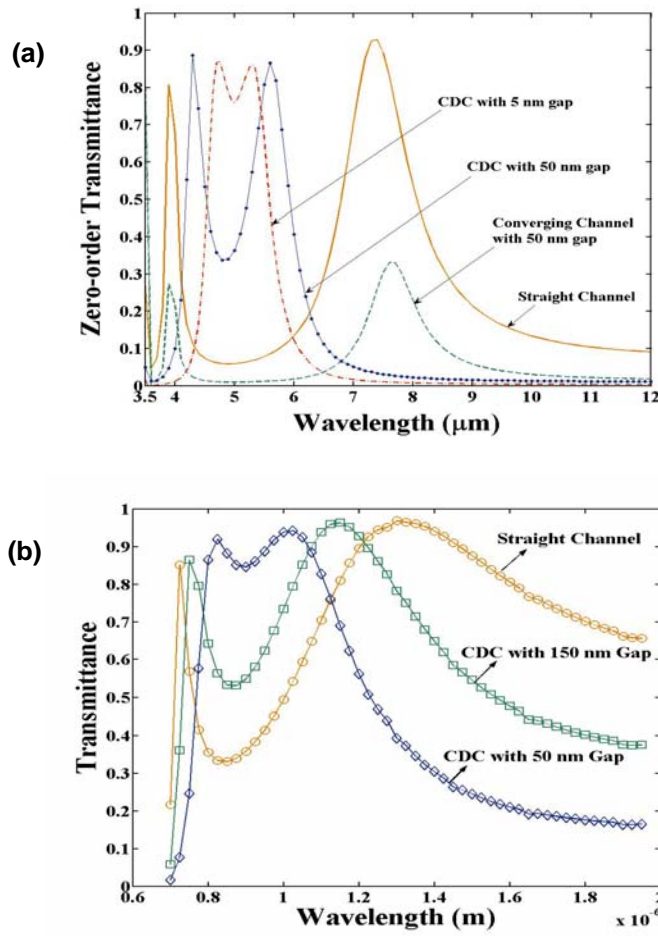 (a)
1
0.9
0.8
0.7
0.6
0.5
0.4
0.3
0.2
0.1
0
Zero-order Transmittance
CDC with 5 nm gap
CDC with 50 nm gap
Converging Channel
with 50 nm gap
Straight Channel
3.5 4 5 6 7 8 9 10 11 12
Wavelength (μm)
(b)
1
0.9
0.8
0.7
0.6
0.5
0.4
0.3
0.2
0.1
0
Transmittance
Straight Channel
CDC with 150 nm Gap
CDC with 50 nm Gap
0.6 0.8 1 1.2 1.4 1.6 1.8
Wavelength (m)